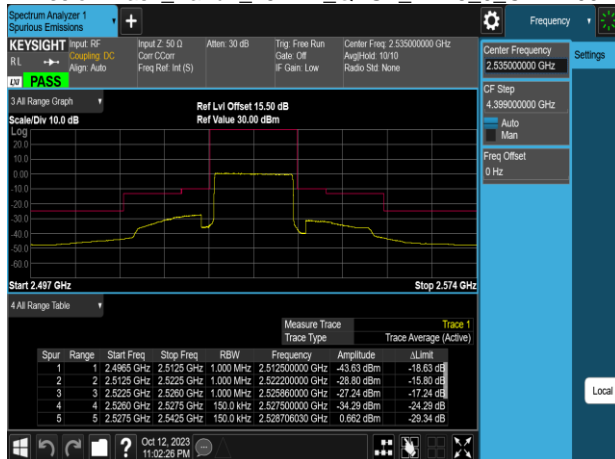 Spectrum Analyzer 1
Spurious Emissions
Frequency
KEYSIGHT
Input: RF
Coupling: DC
Align: Auto
Input Z: 50 Ω
Corr CCorr
Freq Ref: Int (S)
Atten: 30 dB
Trig: Free Run
Gate: Off
IF Gain: Low
Center Freq: 2.535000000 GHz
Avg|Hold: 10/10
Radio Std: None
R L
LXI
PASS
Center Frequency
2.535000000 GHz
Settings
CF Step
4.399000000 GHz
Auto
Man
Freq Offset
0 Hz
3 All Range Graph
Scale/Div 10.0 dB
Ref Lvl Offset 15.50 dB
Ref Value 30.00 dBm
Log
20.0
10.0
0.00
-10.0
-20.0
-30.0
-40.0
-50.0
-60.0
Start 2.497 GHz
Stop 2.574 GHz
4 All Range Table
Measure Trace Trace 1
Trace Type Trace Average (Active)
Spur Range Start Freq Stop Freq RBW Frequency Amplitude ΔLimit
1 1 2.4965 GHz 2.5125 GHz 1.000 MHz 2.512500000 GHz -43.63 dBm -18.63 dB
2 2 2.5125 GHz 2.5225 GHz 1.000 MHz 2.522200000 GHz -28.80 dBm -15.80 dB
3 3 2.5225 GHz 2.5260 GHz 1.000 MHz 2.525860000 GHz -27.24 dBm -17.24 dB
4 4 2.5260 GHz 2.5275 GHz 150.0 kHz 2.527500000 GHz -34.29 dBm -24.29 dB
5 5 2.5275 GHz 2.5425 GHz 150.0 kHz 2.528706030 GHz 0.662 dBm -29.34 dB
Local
?
Oct 12, 2023
11:02:26 PM